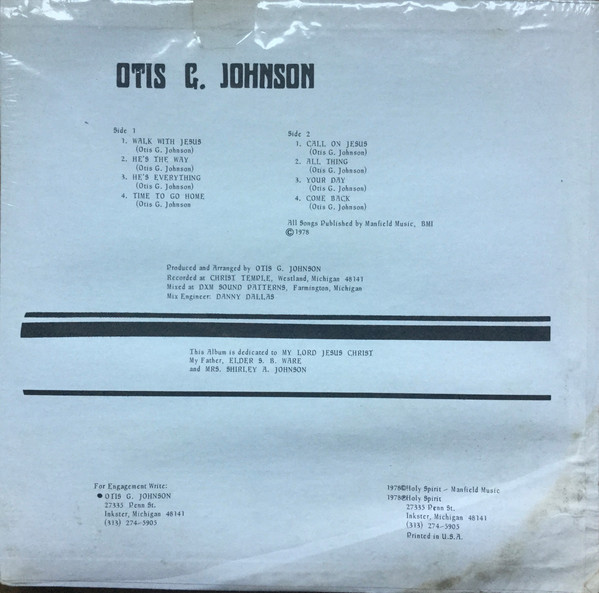 OTIS G. JOHNSON
Side 1
1. WALK WITH JESUS
(Otis G. Johnson)
2. HE'S THE WAY
(Otis G. Johnson)
3. HE'S EVERYTHING
(Otis G. Johnson)
4. TIME TO GO HOME
(Otis G. Johnson
Side 2
1. CALL ON JESUS
(Otis G. Johnson)
2. ALL THING
(Otis G. Johnson)
3. YOUR DAY
(Otis G. Johnson)
4. COME BACK
(Otis G. Johnson)
All Songs Published by Manfield Music, BMI
©1978
Produced and Arranged by OTIS G. JOHNSON
Recorded at CHRIST TEMPLE, Westland, Michigan 48141
Mixed at DXM SOUND PATTERNS, Farmington, Michigan
Mix Engineer: DANNY DALLAS
This Album is dedicated to MY LORD JESUS CHRIST
My Father, ELDER S. B. WARE
and MRS. SHIRLEY A. JOHNSON
For Engagement Write:
● OTIS G. JOHNSON
27335 Penn St.
Inkster, Michigan 48141
(313) 274-5905
1978©Holy Spirit - Manfield Music
1978℗Holy Spirit
27335 Penn St.
Inkster, Michigan 48141
(313) 274-5905
Printed in U.S.A.